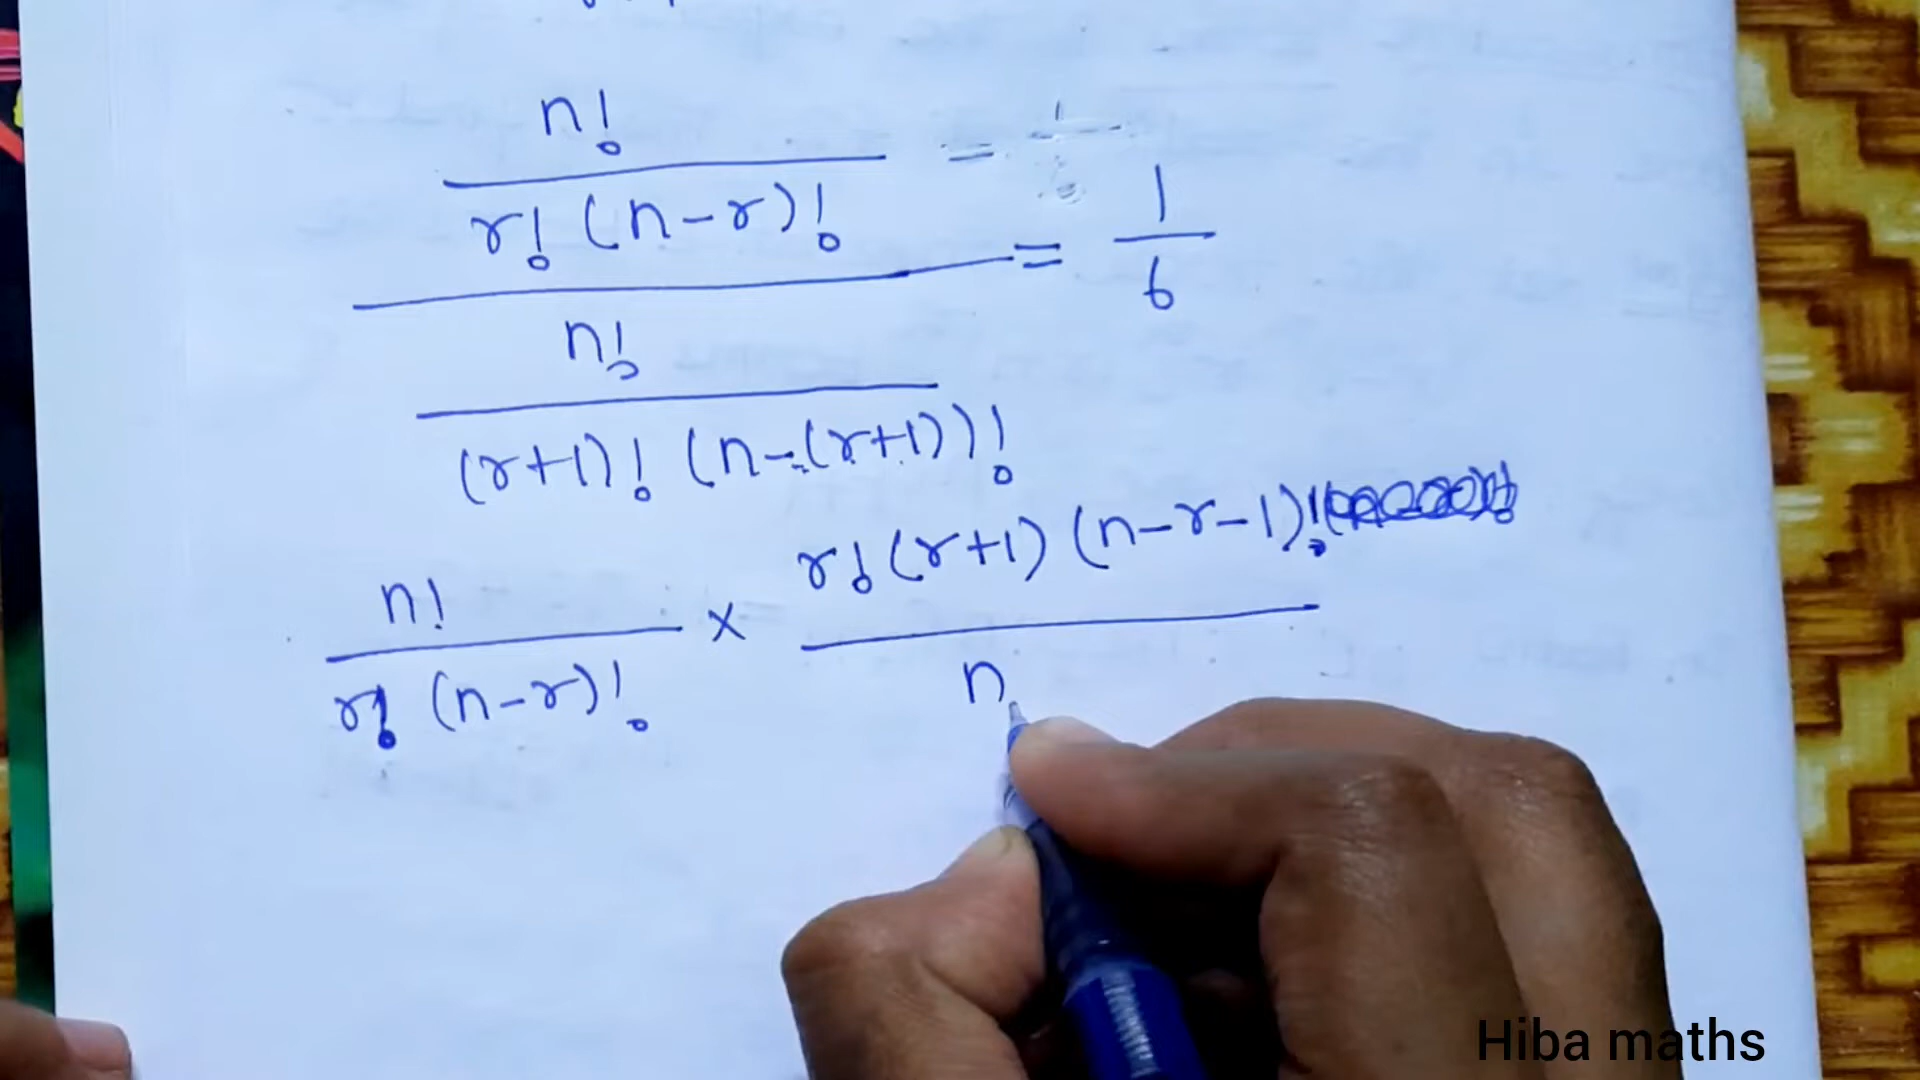 n!
r! (n-r)!
= 1/6
n!
(r+1)! (n-(r+1))!
n!
r! (n-r)!
×
r! (r+1) (n-r-1)!
n
Hiba maths